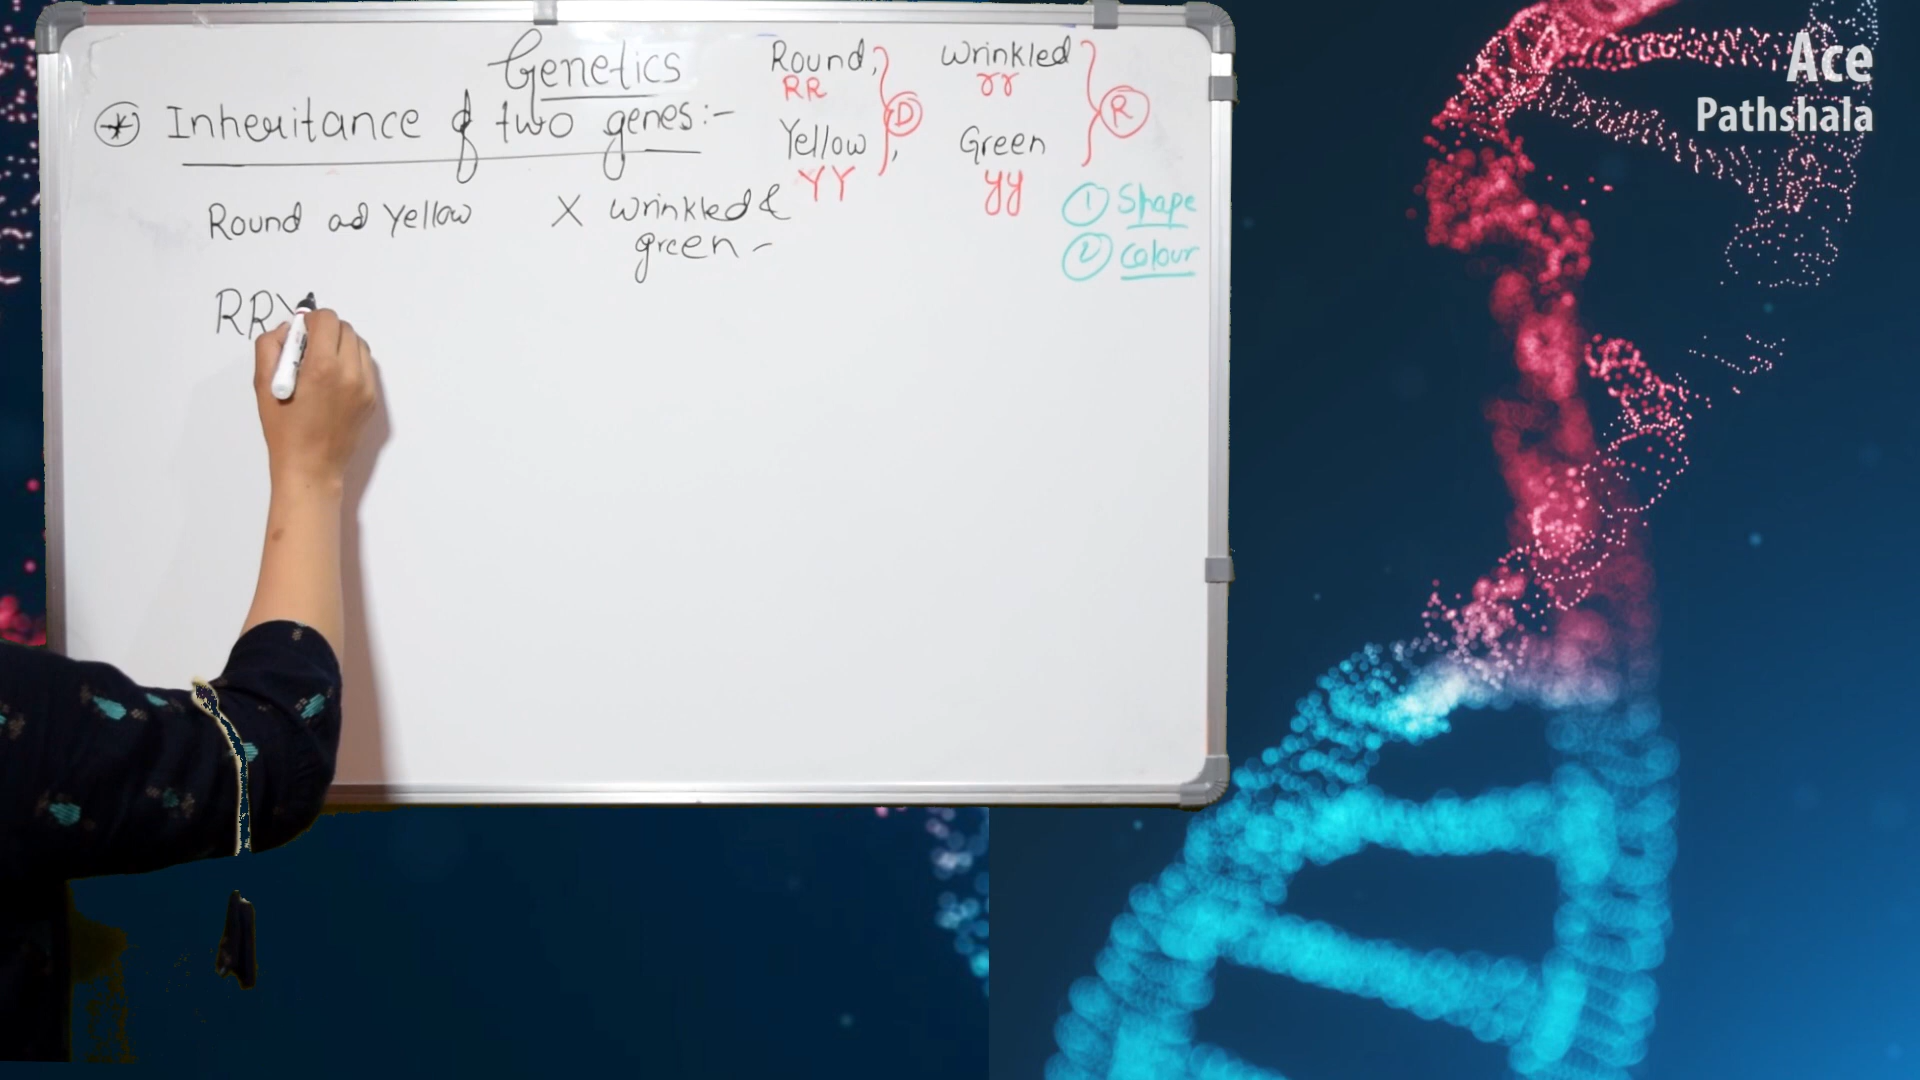 Genetics
* Inheritance of two genes:-
Round, Wrinkled
RR rr
D R
Yellow, Green
YY yy
① Shape
② Colour
Round ad Yellow X Wrinkled &
green -
RRY
Ace
Pathshala